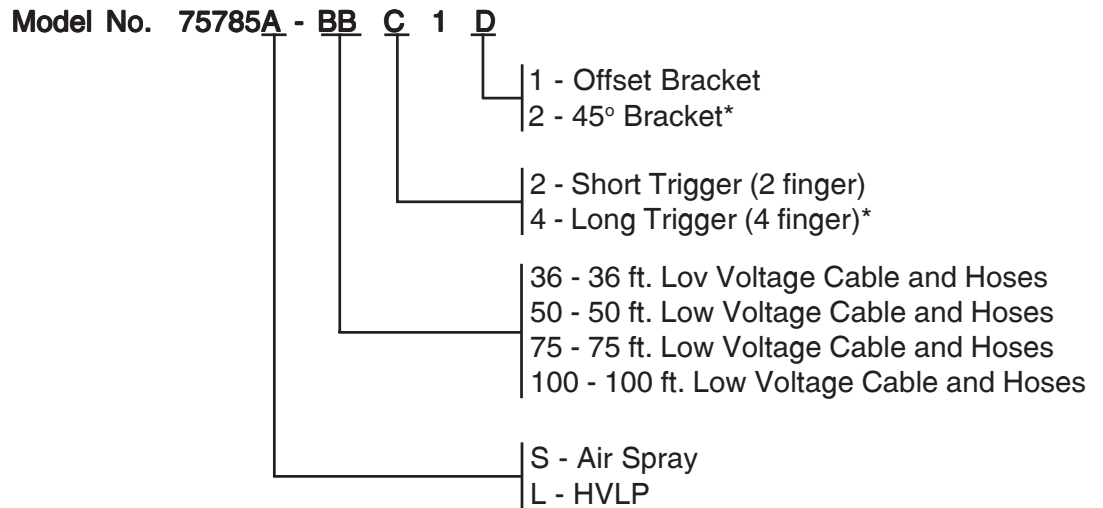 Model No. 75785A - BB C 1 D
1 - Offset Bracket
2 - 45º Bracket*
2 - Short Trigger (2 finger)
4 - Long Trigger (4 finger)*
36 - 36 ft. Lov Voltage Cable and Hoses
50 - 50 ft. Low Voltage Cable and Hoses
75 - 75 ft. Low Voltage Cable and Hoses
100 - 100 ft. Low Voltage Cable and Hoses
S - Air Spray
L - HVLP